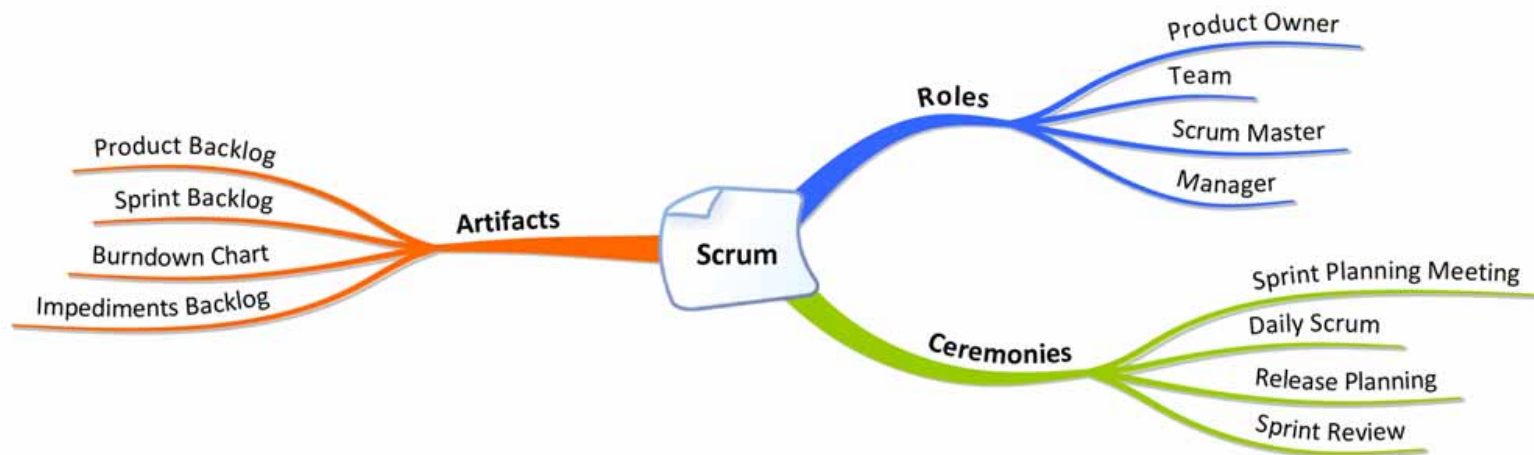 Scrum
Roles
Product Owner
Team
Scrum Master
Manager
Ceremonies
Sprint Planning Meeting
Daily Scrum
Release Planning
Sprint Review
Artifacts
Product Backlog
Sprint Backlog
Burndown Chart
Impediments Backlog